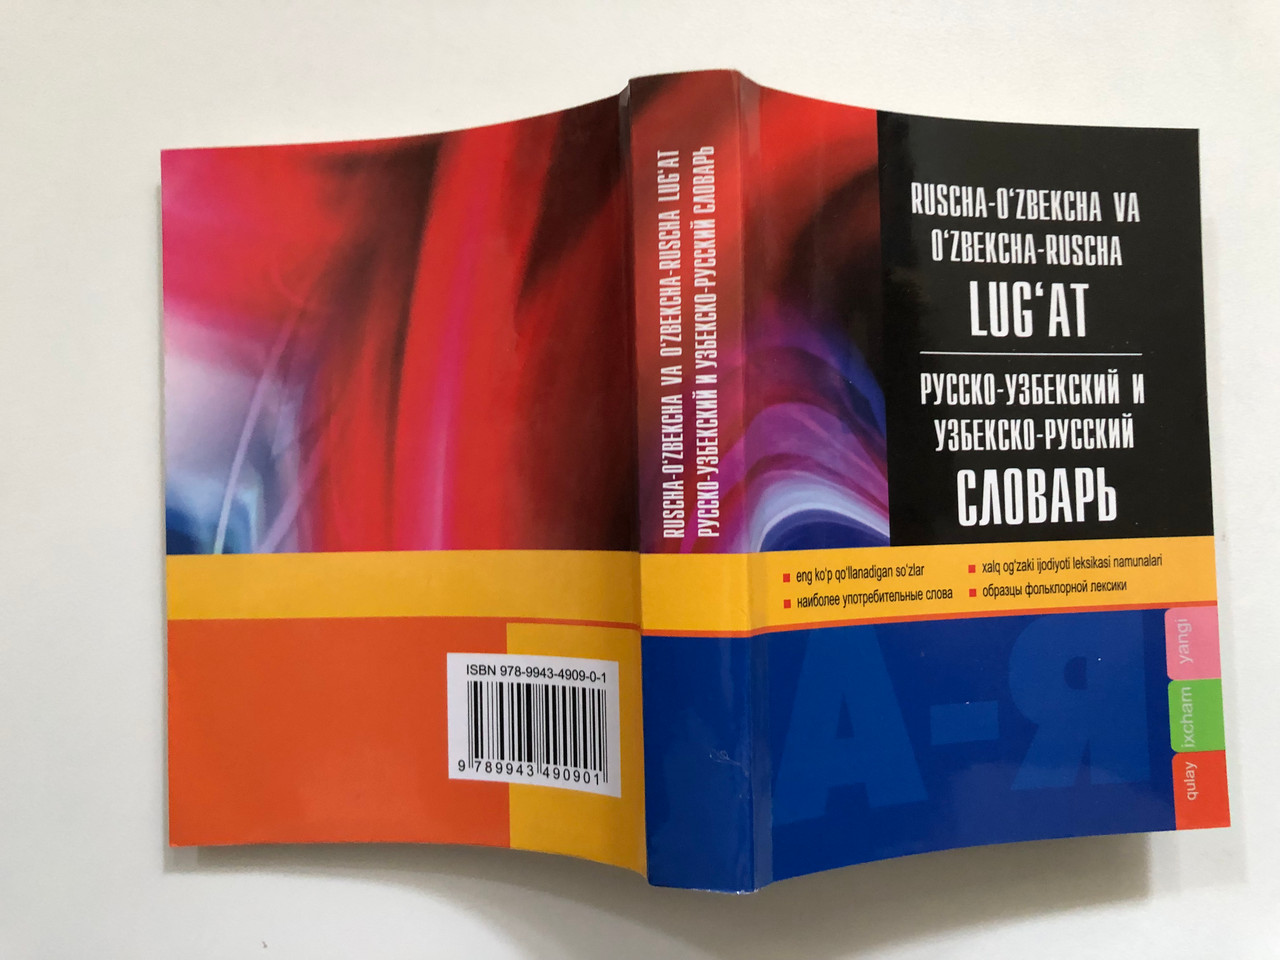 RUSCHA-O‘ZBEKCHA VA
O‘ZBEKCHA-RUSCHA
LUG‘AT
РУССКО-УЗБЕКСКИЙ И
УЗБЕКСКО-РУССКИЙ
СЛОВАРЬ
eng ko'p qo'llanadigan so'zlar
наиболее употребительные слова
xalq og'zaki ijodiyoti leksikasi namunalari
образцы фольклорной лексики
А-Я
yangi
ixcham
qulay
RUSCHA-O‘ZBEKCHA VA O‘ZBEKCHA-RUSCHA LUG‘AT
РУССКО-УЗБЕКСКИЙ И УЗБЕКСКО-РУССКИЙ СЛОВАРЬ
ISBN 978-9943-4909-0-1
9 789943 490901